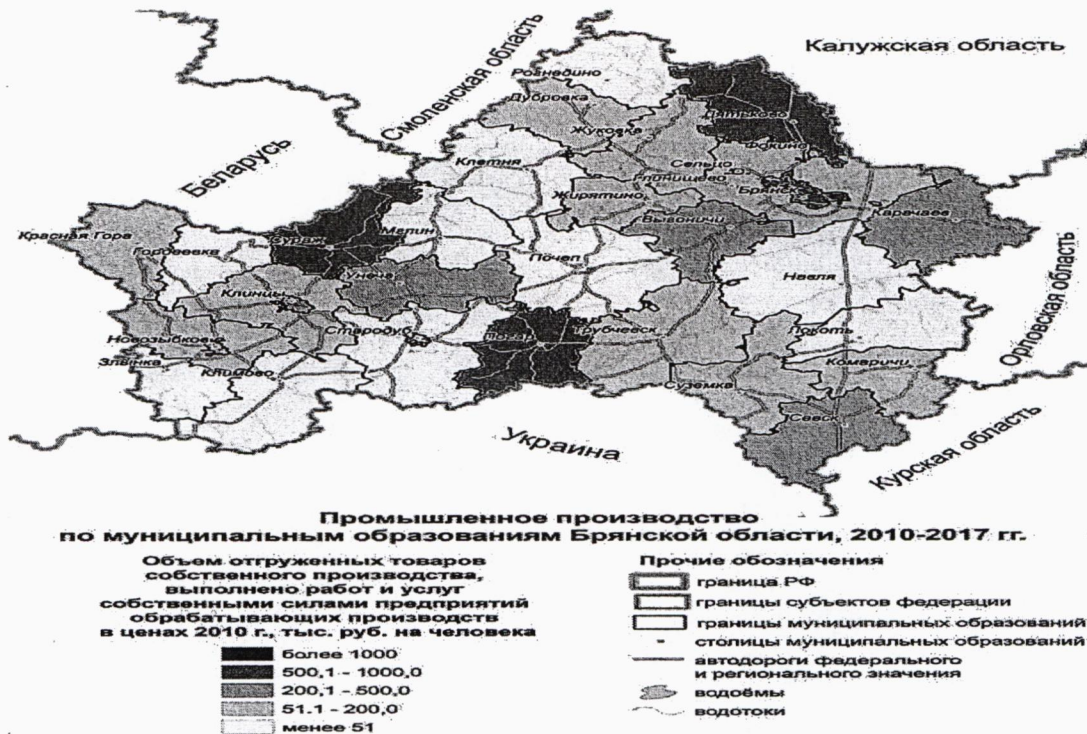 Калужская область
Смоленская область
Рогнедино
Дубровка
Дятьково
Жуковка
Фокино
Беларусь
Клетня
Сельцо
Глинищево
Брянск
Жирятино
Выгоничи
Карачаев
Красная Гора
Гордеевка
Сураж
Мглин
Почеп
Унеча
Навля
Клинцы
Орловская область
Стародуб
Погар
Трубчевск
Локоть
Новозыбков
Злынка
Климово
Комаричи
Суземка
Севск
Украина
Курская область
Промышленное производство
по муниципальным образованиям Брянской области, 2010-2017 гг.
Объем отгруженных товаров
собственного производства,
выполнено работ и услуг
собственными силами предприятий
обрабатывающих производств
в ценах 2010 г., тыс. руб. на человека
более 1000
500,1 - 1000,0
200,1 - 500,0
51.1 - 200,0
менее 51
Прочие обозначения
граница РФ
границы субъектов федерации
границы муниципальных образований
столицы муниципальных образований
автодороги федерального
и регионального значения
водоёмы
водотоки